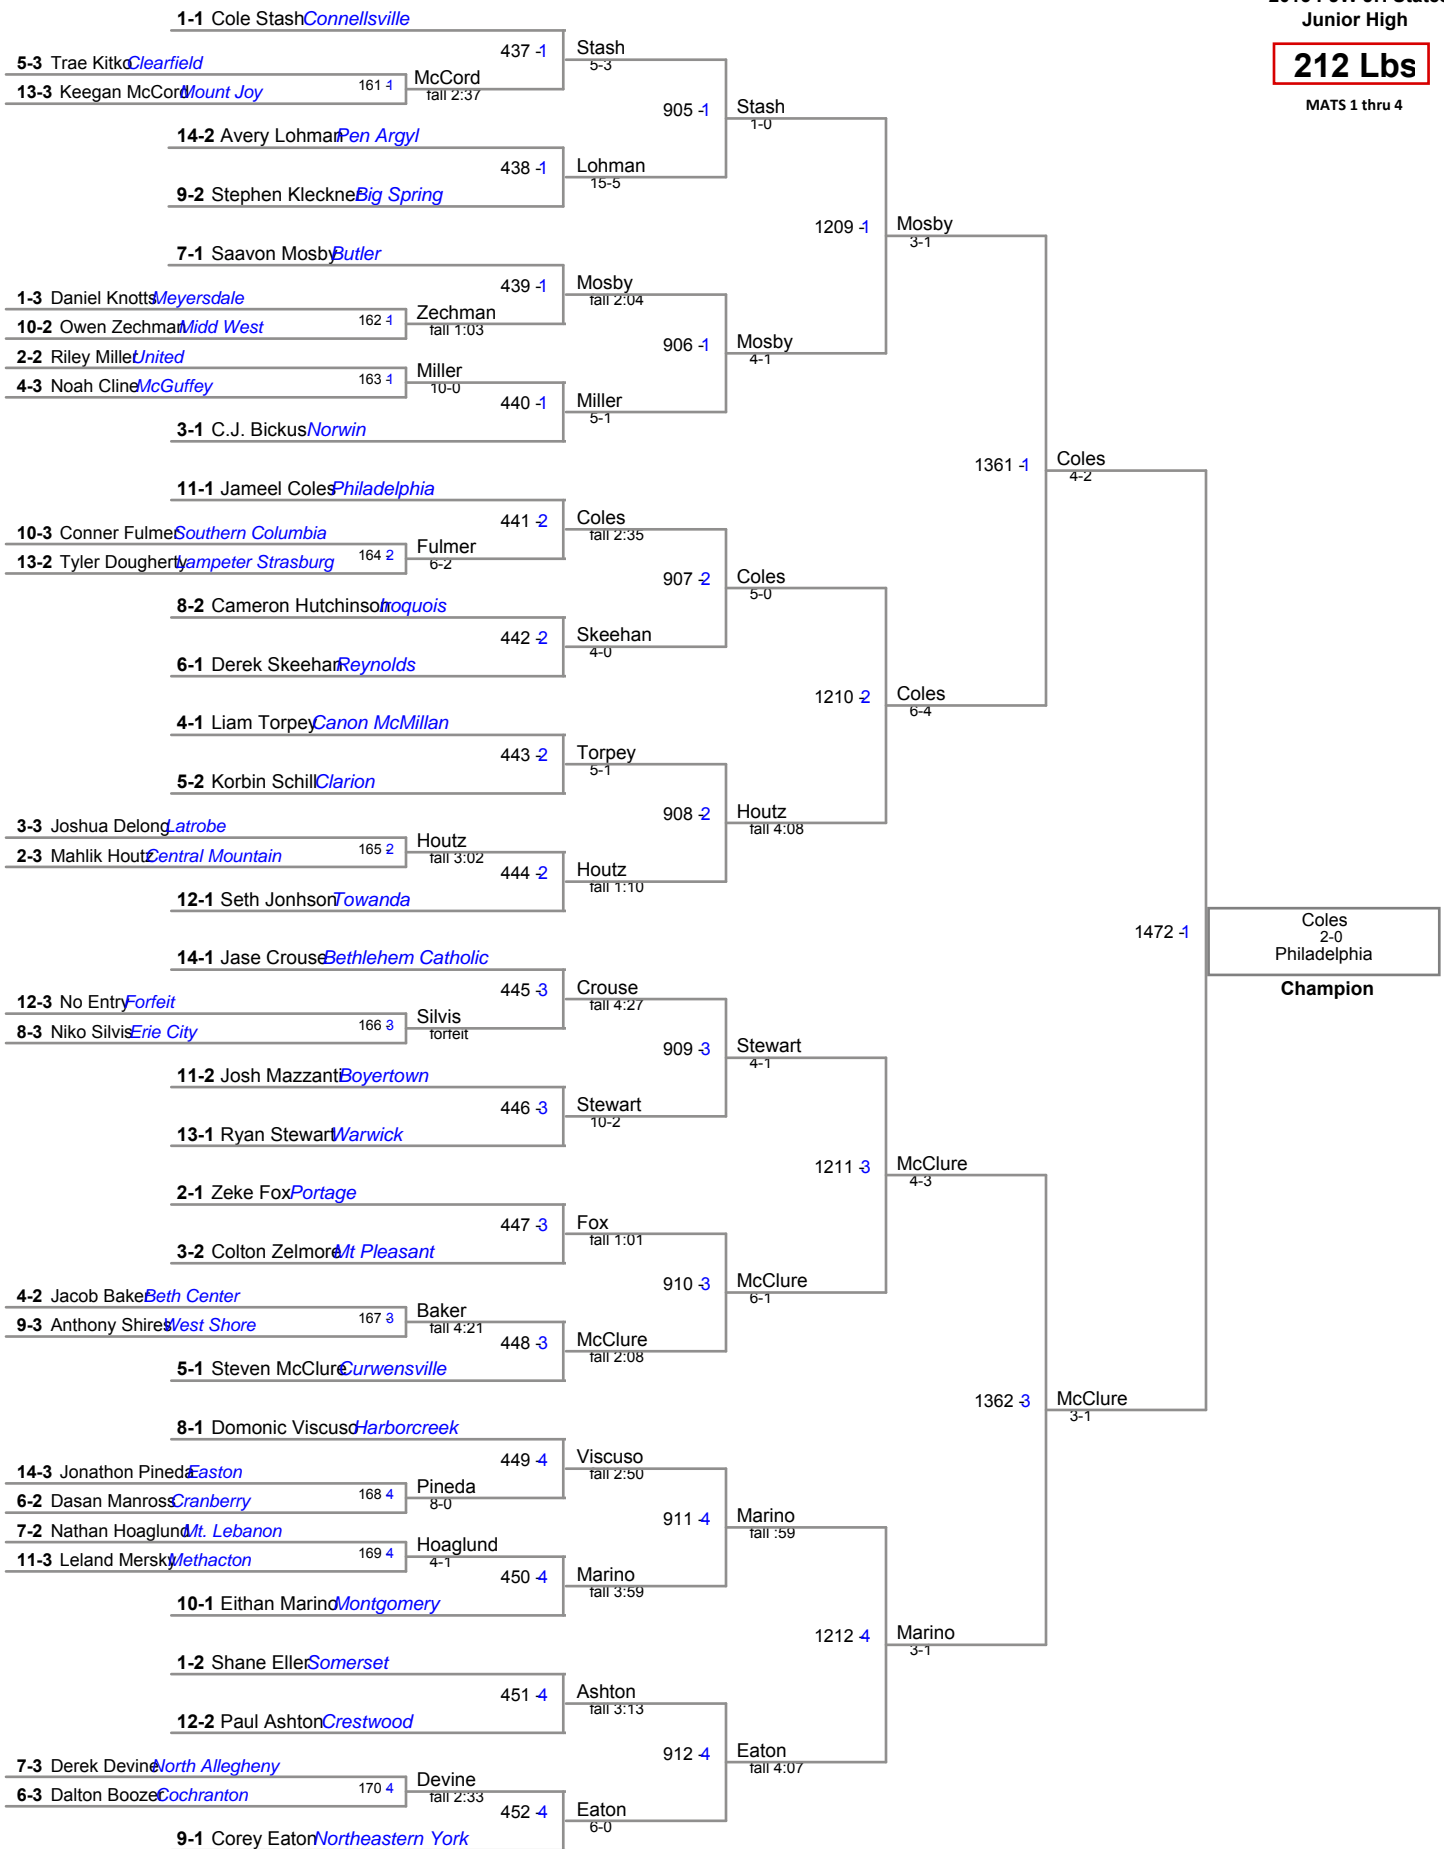 Junior High
212 Lbs
MATS 1 thru 4
1-1 Cole Stash Connellsville
437 -1 Stash
5-3
5-3 Trae Kitko Clearfield
161 -1 McCord
fall 2:37
13-3 Keegan McCord Mount Joy
905 -1 Stash
1-0
14-2 Avery Lohman Pen Argyl
438 -1 Lohman
15-5
9-2 Stephen Kleckner Big Spring
1209 -1 Mosby
3-1
7-1 Saavon Mosby Butler
439 -1 Mosby
fall 2:04
1-3 Daniel Knotts Meyersdale
162 -1 Zechman
fall 1:03
10-2 Owen Zechman Midd West
906 -1 Mosby
4-1
2-2 Riley Miller United
163 -1 Miller
10-0
4-3 Noah Cline McGuffey
440 -1 Miller
5-1
3-1 C.J. Bickus Norwin
1361 -1 Coles
4-2
11-1 Jameel Coles Philadelphia
441 -2 Coles
fall 2:35
10-3 Conner Fulmer Southern Columbia
164 -2 Fulmer
6-2
13-2 Tyler Dougherty Lampeter Strasburg
907 -2 Coles
5-0
8-2 Cameron Hutchinson Iroquois
442 -2 Skeehan
4-0
6-1 Derek Skeehan Reynolds
1210 -2 Coles
6-4
4-1 Liam Torpey Canon McMillan
443 -2 Torpey
5-1
5-2 Korbin Schill Clarion
908 -2 Houtz
fall 4:08
3-3 Joshua Delong Latrobe
165 -2 Houtz
fall 3:02
2-3 Mahlik Houtz Central Mountain
444 -2 Houtz
fall 1:10
12-1 Seth Jonhson Towanda
1472 -1 Coles
2-0
Philadelphia
Champion
14-1 Jase Crouse Bethlehem Catholic
445 -3 Crouse
fall 4:27
12-3 No Entry Forfeit
166 -3 Silvis
forfeit
8-3 Niko Silvis Erie City
909 -3 Stewart
4-1
11-2 Josh Mazzanti Boyertown
446 -3 Stewart
10-2
13-1 Ryan Stewart Warwick
1211 -3 McClure
4-3
2-1 Zeke Fox Portage
447 -3 Fox
fall 1:01
3-2 Colton Zelmore Mt Pleasant
910 -3 McClure
6-1
4-2 Jacob Baker Beth Center
167 -3 Baker
fall 4:21
9-3 Anthony Shires West Shore
448 -3 McClure
fall 2:08
5-1 Steven McClure Curwensville
1362 -3 McClure
3-1
8-1 Domonic Viscuso Harborcreek
449 -4 Viscuso
fall 2:50
14-3 Jonathon Pineda Easton
168 4 Pineda
8-0
6-2 Dasan Manross Cranberry
911 -4 Marino
fall :59
7-2 Nathan Hoaglund Mt. Lebanon
169 4 Hoaglund
4-1
11-3 Leland Mersky Methacton
450 -4 Marino
fall 3:59
10-1 Eithan Marino Montgomery
1212 -4 Marino
3-1
1-2 Shane Eller Somerset
451 -4 Ashton
fall 3:13
12-2 Paul Ashton Crestwood
912 -4 Eaton
fall 4:07
7-3 Derek Devine North Allegheny
170 4 Devine
fall 2:33
6-3 Dalton Boozer Cochranton
452 -4 Eaton
6-0
9-1 Corey Eaton Northeastern York